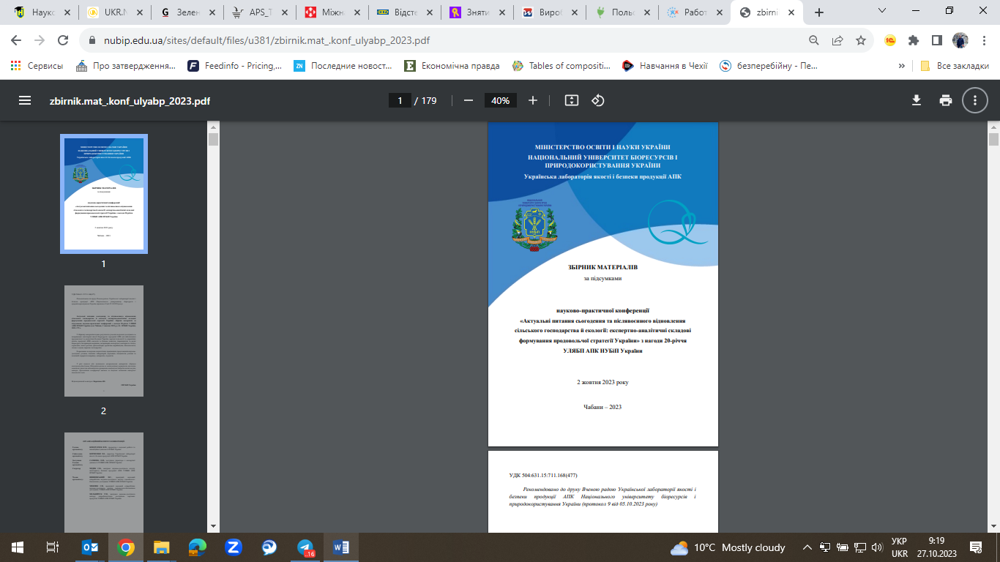 Наукс
UKR.N
Зелен
APS_T
Міжна
Відсте
Зняти
Вироб
Польс
Работ
zbirni
nubip.edu.ua/sites/default/files/u381/zbirnik.mat_.konf_ulyabp_2023.pdf
Сервисы
Про затвердження...
Feedinfo - Pricing,...
Последние новост...
Економічна правда
Tables of compositi...
Навчання в Чехії
безперебійну - Пе...
»
Все закладки
zbirnik.mat_.konf_ulyabp_2023.pdf
1 / 179
40%
1
2
МІНІСТЕРСТВО ОСВІТИ І НАУКИ УКРАЇНИ
НАЦІОНАЛЬНИЙ УНІВЕРСИТЕТ БІОРЕСУРСІВ І
ПРИРОДОКОРИСТУВАННЯ УКРАЇНИ
Українська лабораторія якості і безпеки продукції АПК
НУБІП
ЗБІРНИК МАТЕРІАЛІВ
за підсумками
науково-практичної конференції
«Актуальні питання сьогодення та післявоєнного відновлення
сільського господарства й екології: експертно-аналітичні складові
формування продовольчої стратегії України» з нагоди 20-річчя
УЛЯБП АПК НУБіП України
2 жовтня 2023 року
Чабани – 2023
УДК 504:631.15:711.168(477)
Рекомендовано до друку Вченою радою Української лабораторії якості і
безпеки продукції АПК Національного університету біоресурсів і
природокористування України (протокол 9 від 05.10.2023 року)
..16
10°C Mostly cloudy
УКР
UKR
9:19
27.10.2023